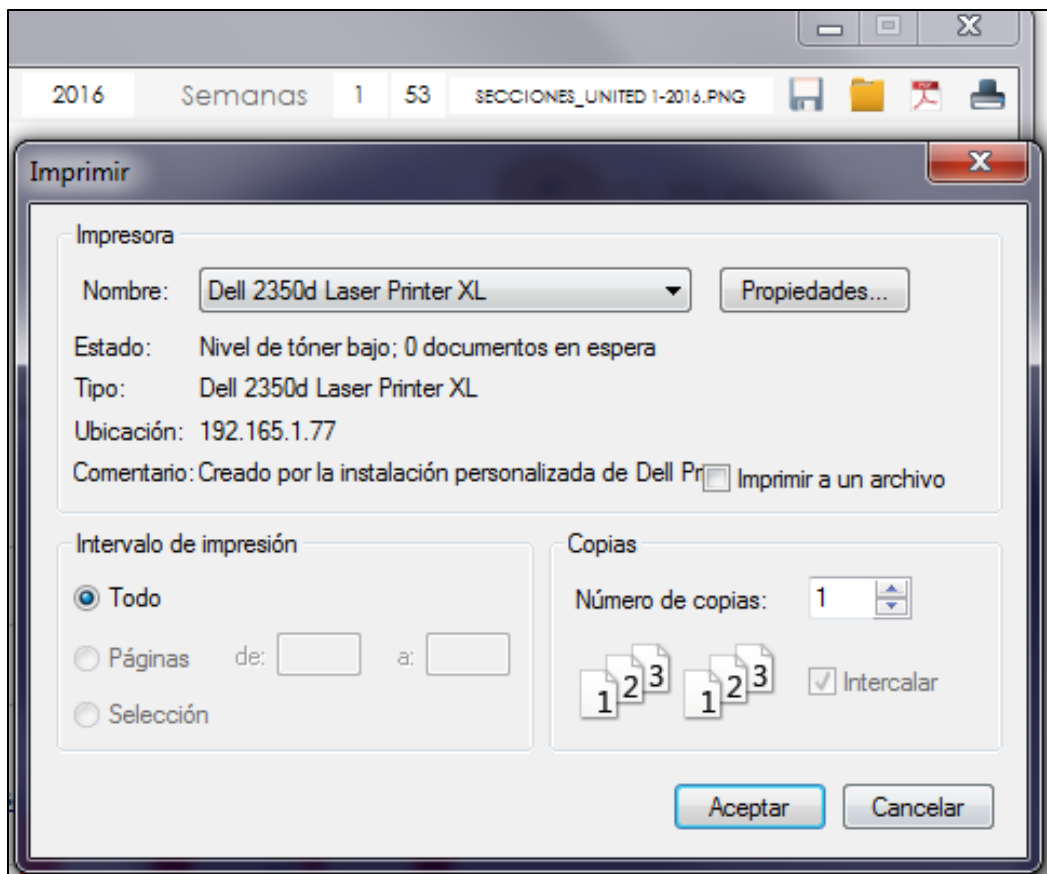 2016 Semanas 1 53 SECCIONES_UNITED 1-2016.PNG
Imprimir
Impresora
Nombre: Dell 2350d Laser Printer XL Propiedades...
Estado: Nivel de tóner bajo; 0 documentos en espera
Tipo: Dell 2350d Laser Printer XL
Ubicación: 192.165.1.77
Comentario: Creado por la instalación personalizada de Dell Pr Imprimir a un archivo
Intervalo de impresión
Todo
Páginas de: a:
Selección
Copias
Número de copias: 1
1 2 3 1 2 3 Intercalar
Aceptar Cancelar